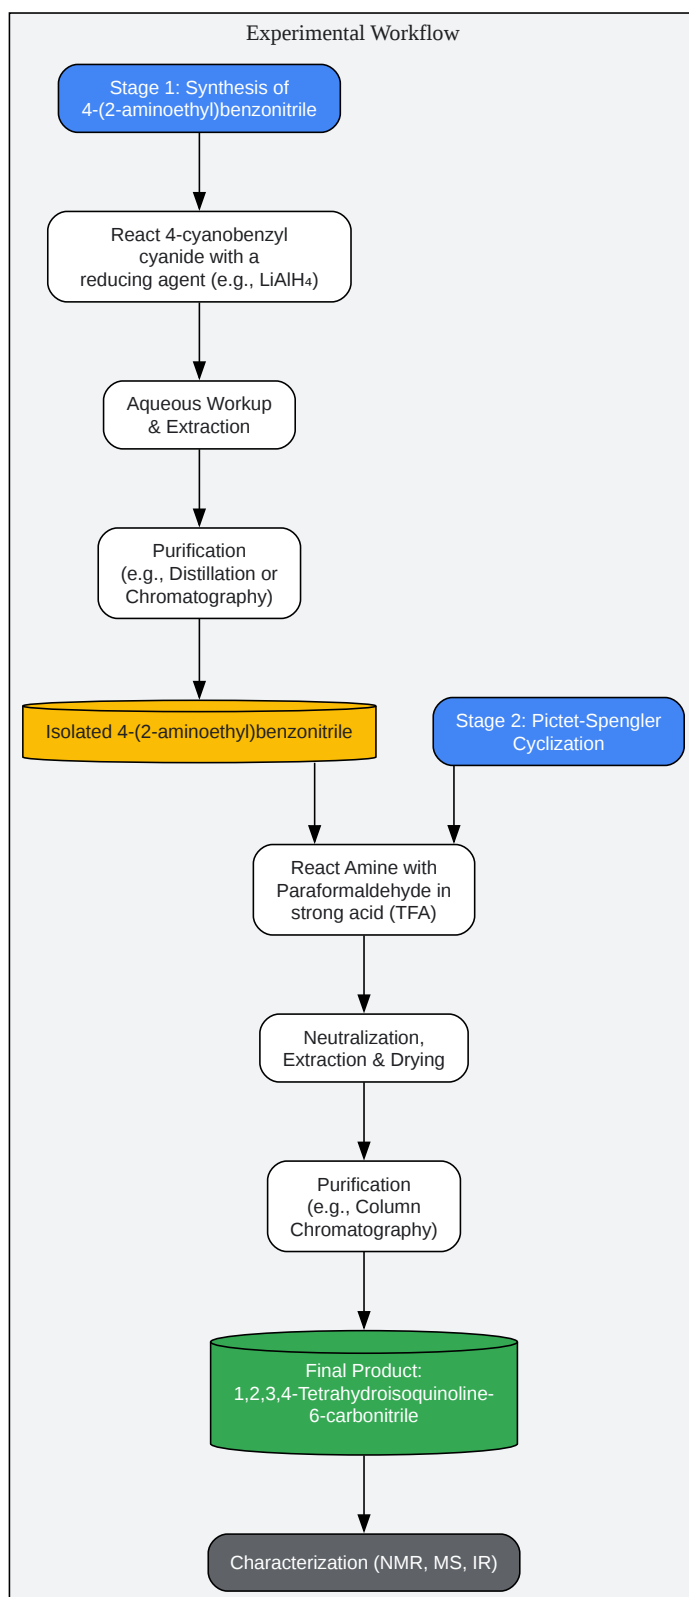 Experimental Workflow
Stage 1: Synthesis of
4-(2-aminoethyl)benzonitrile
React 4-cyanobenzyl
cyanide with a
reducing agent (e.g., LiAlH₄)
Aqueous Workup
& Extraction
Purification
(e.g., Distillation or
Chromatography)
Isolated 4-(2-aminoethyl)benzonitrile
Stage 2: Pictet-Spengler
Cyclization
React Amine with
Paraformaldehyde in
strong acid (TFA)
Neutralization,
Extraction & Drying
Purification
(e.g., Column
Chromatography)
Final Product:
1,2,3,4-Tetrahydroisoquinoline-
6-carbonitrile
Characterization (NMR, MS, IR)